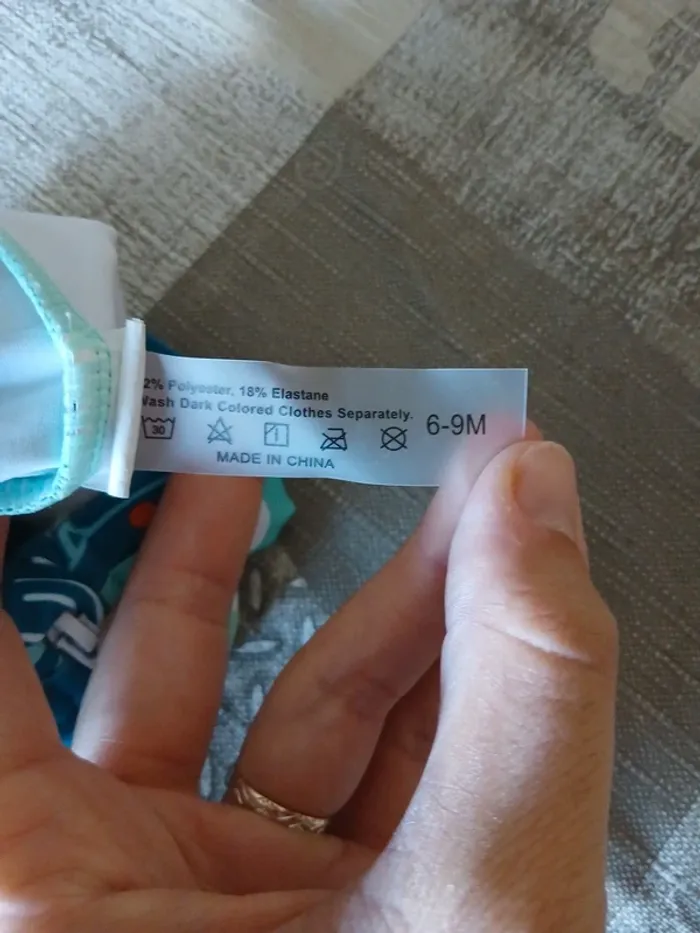 2% Polyester, 18% Elastane
Wash Dark Colored Clothes Separately.
30
6-9M
MADE IN CHINA